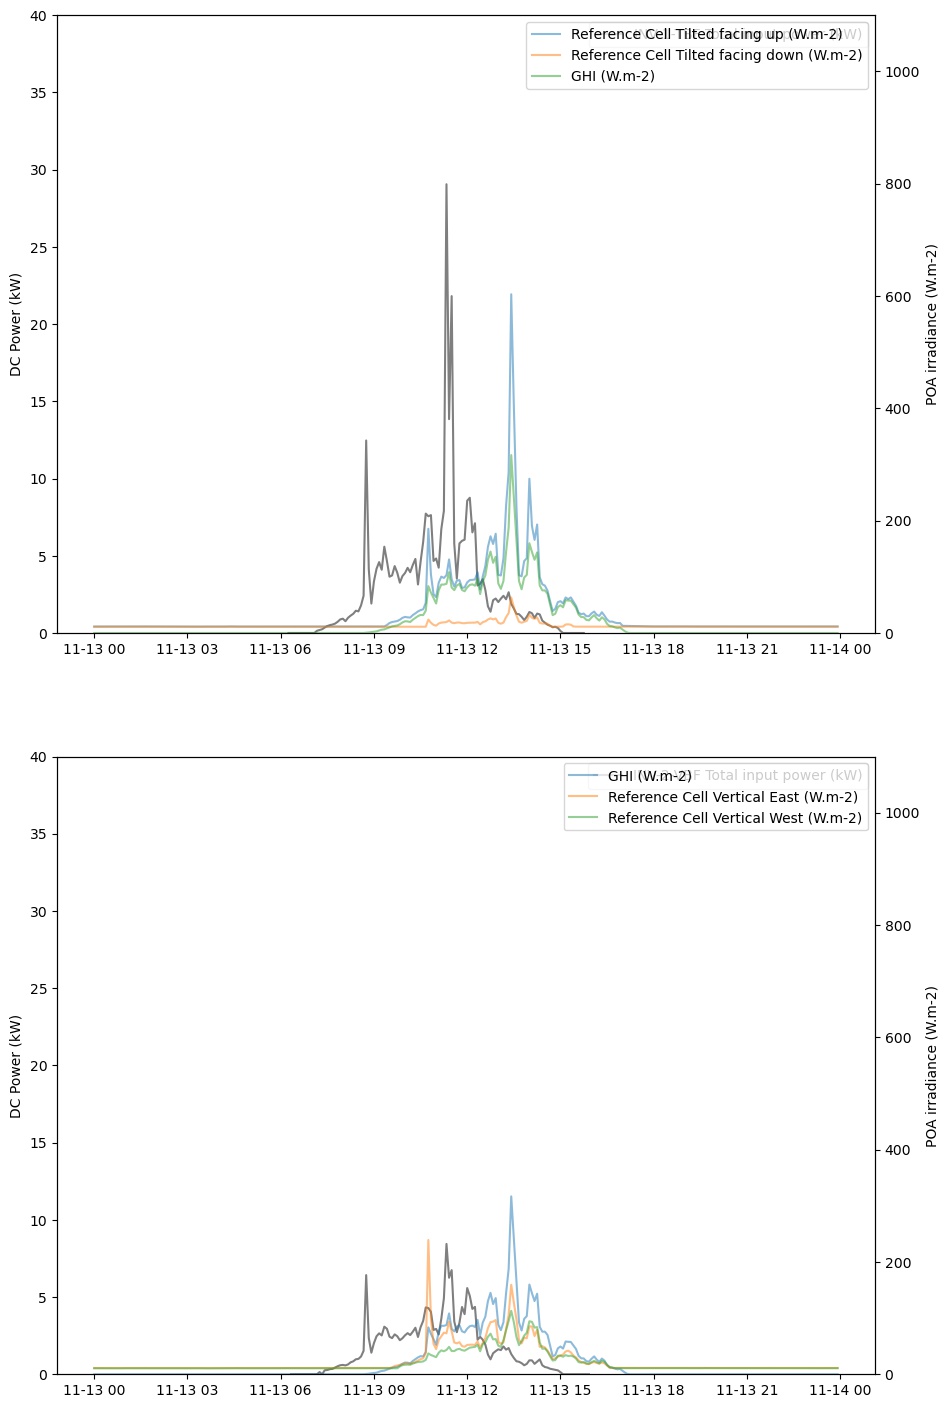 40
35
30
25
20
15
10
5
0
DC Power (kW)
Reference Cell Tilted facing up (W.m-2)
Reference Cell Tilted facing down (W.m-2)
GHI (W.m-2)
1000
800
600
400
200
0
POA irradiance (W.m-2)
11-13 00 11-13 03 11-13 06 11-13 09 11-13 12 11-13 15 11-13 18 11-13 21 11-14 00
40
35
30
25
20
15
10
5
0
DC Power (kW)
Total input power (kW)
GHI (W.m-2)
Reference Cell Vertical East (W.m-2)
Reference Cell Vertical West (W.m-2)
1000
800
600
400
200
0
POA irradiance (W.m-2)
11-13 00 11-13 03 11-13 06 11-13 09 11-13 12 11-13 15 11-13 18 11-13 21 11-14 00